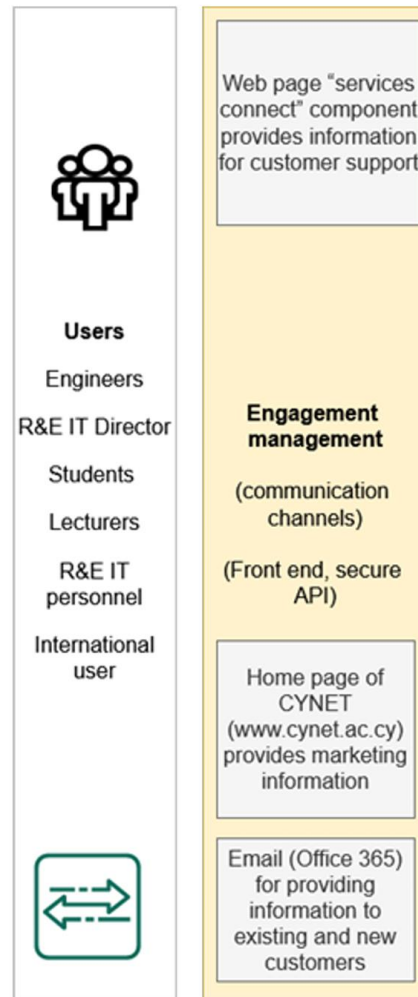 Users
Engineers
R&E IT Director
Students
Lecturers
R&E IT
personnel
International
user
Web page “services
connect” component
provides information
for customer support
Engagement
management
(communication
channels)
(Front end, secure
API)
Home page of
CYNET
(www.cynet.ac.cy)
provides marketing
information
Email (Office 365)
for providing
information to
existing and new
customers